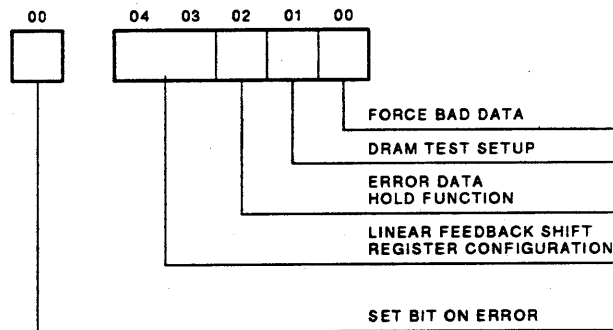 00 04 03 02 01 00
FORCE BAD DATA
DRAM TEST SETUP
ERROR DATA
HOLD FUNCTION
LINEAR FEEDBACK SHIFT
REGISTER CONFIGURATION
SET BIT ON ERROR